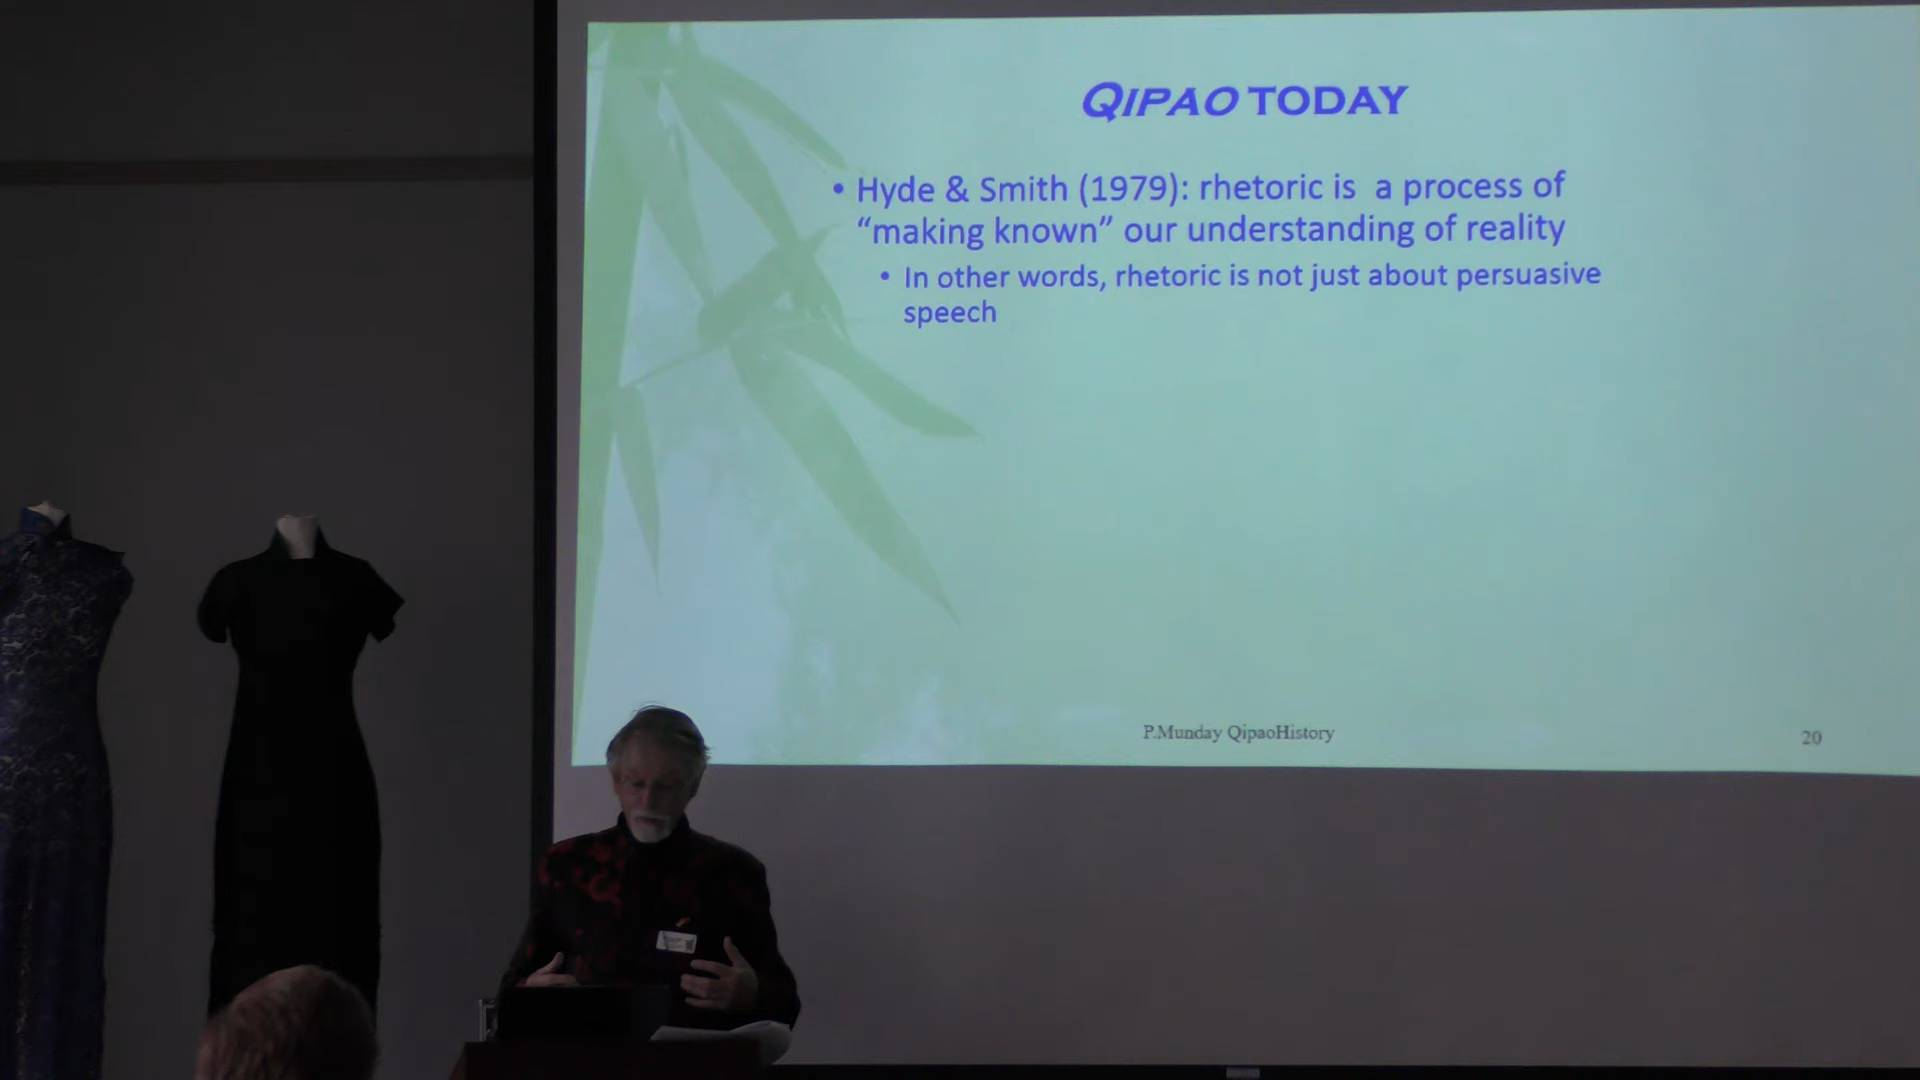 QIPAO TODAY
• Hyde & Smith (1979): rhetoric is a process of
“making known” our understanding of reality
• In other words, rhetoric is not just about persuasive
speech
P.Munday QipaoHistory
20